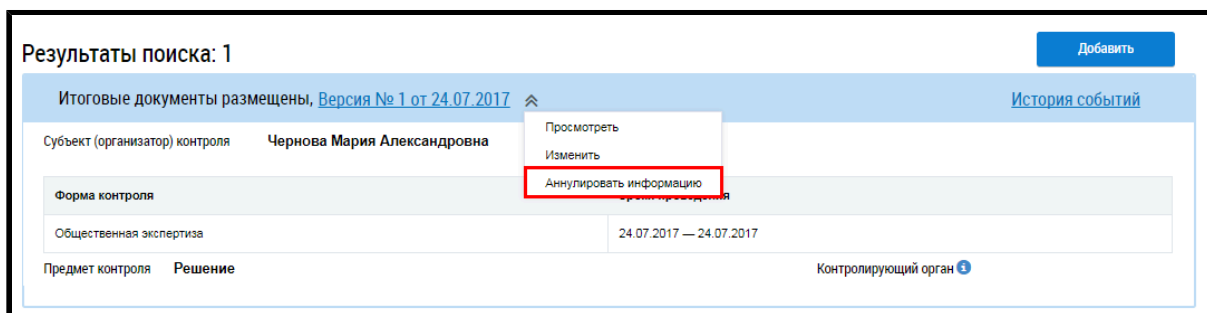 Результаты поиска: 1
Добавить
Итоговые документы размещены, Версия № 1 от 24.07.2017
История событий
Просмотреть
Субъект (организатор) контроля Чернова Мария Александровна
Изменить
Аннулировать информацию
Форма контроля
Общественная экспертиза 24.07.2017 — 24.07.2017
Предмет контроля Решение Контролирующий орган